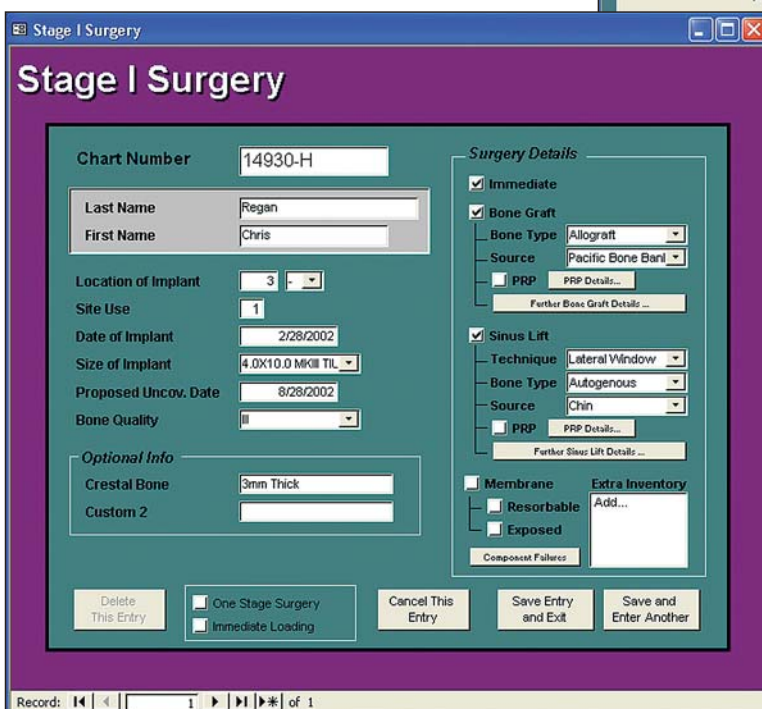 Stage I Surgery
Stage I Surgery
Chart Number 14930-H
Last Name Regan
First Name Chris
Location of Implant 3 -
Site Use 1
Date of Implant 2/28/2002
Size of Implant 4.0X10.0 MKIII TIL
Proposed Uncov. Date 8/28/2002
Bone Quality III
Optional Info
Crestal Bone 3mm Thick
Custom 2
Surgery Details
Immediate
Bone Graft
Bone Type Allograft
Source Pacific Bone Banl
PRP PRP Details...
Further Bone Graft Details ...
Sinus Lift
Technique Lateral Window
Bone Type Autogenous
Source Chin
PRP PRP Details...
Further Sinus Lift Details ...
Membrane Extra Inventory
Resorbable Add...
Exposed
Component Failures
Delete This Entry
One Stage Surgery
Immediate Loading
Cancel This Entry
Save Entry and Exit
Save and Enter Another
Record: 1 of 1